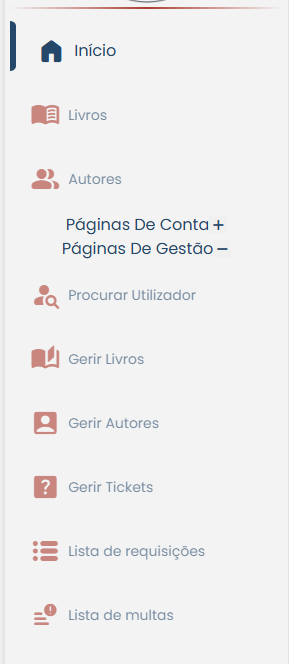 Início
Livros
Autores
Páginas De Conta +
Páginas De Gestão −
Procurar Utilizador
Gerir Livros
Gerir Autores
Gerir Tickets
Lista de requisições
Lista de multas